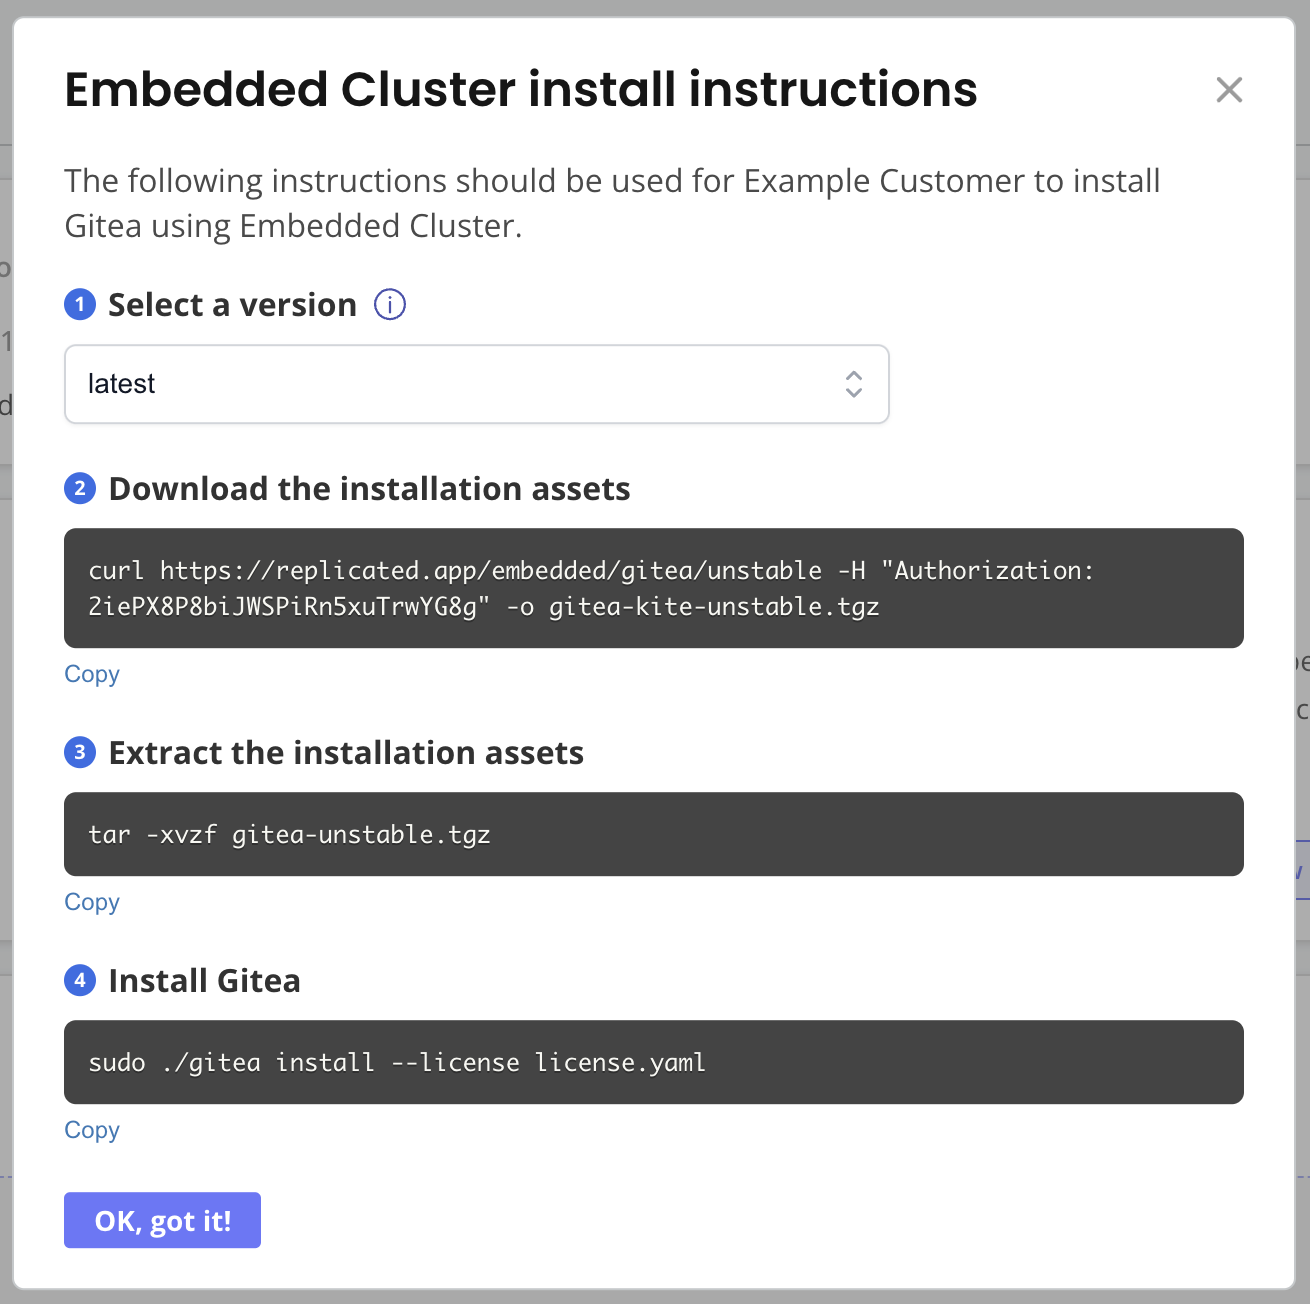 Embedded Cluster install instructions
The following instructions should be used for Example Customer to install
Gitea using Embedded Cluster.
1 Select a version
latest
2 Download the installation assets
curl https://replicated.app/embedded/gitea/unstable -H "Authorization:
2iePX8P8biJWSPiRn5xuTrwYG8g" -o gitea-kite-unstable.tgz
Copy
3 Extract the installation assets
tar -xvzf gitea-unstable.tgz
Copy
4 Install Gitea
sudo ./gitea install --license license.yaml
Copy
OK, got it!